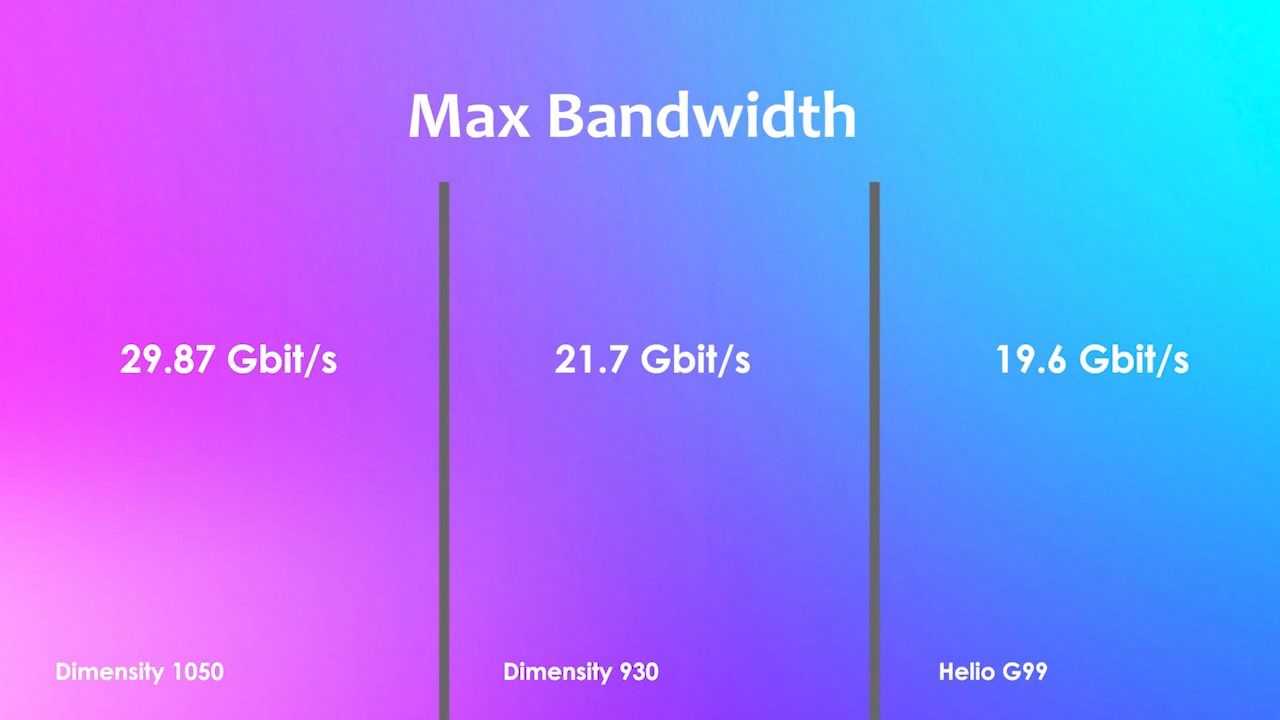 Max Bandwidth
29.87 Gbit/s
21.7 Gbit/s
19.6 Gbit/s
Dimensity 1050
Dimensity 930
Helio G99